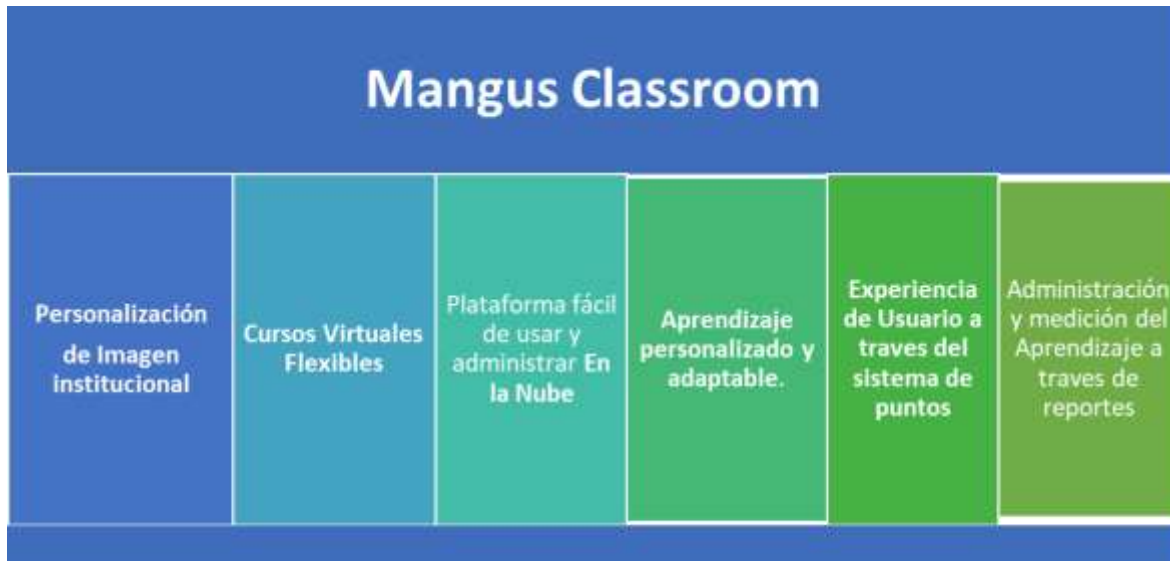 Mangus Classroom
Personalización
de Imagen
institucional
Cursos Virtuales
Flexibles
Plataforma fácil
de usar y
administrar En
la Nube
Aprendizaje
personalizado y
adaptable.
Experiencia
de Usuario a
traves del
sistema de
puntos
Administración
y medición del
Aprendizaje a
traves de
reportes